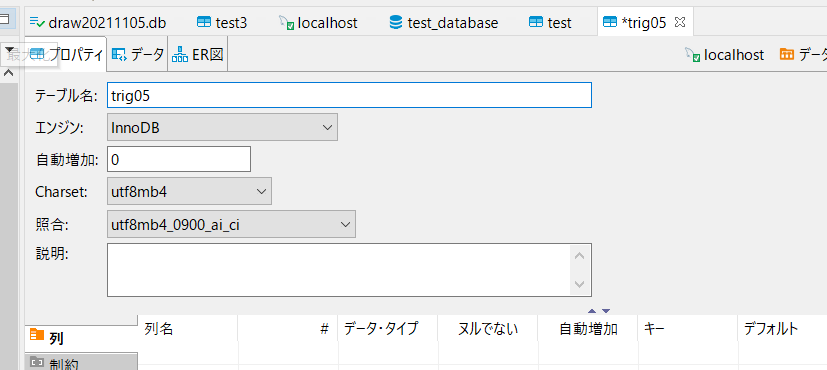 draw20211105.db test3 localhost test_database test *trig05
プロパティ データ ER図 localhost データ
テーブル名: trig05
エンジン: InnoDB
自動増加: 0
Charset: utf8mb4
照合: utf8mb4_0900_ai_ci
説明:
列名 # データ・タイプ ヌルでない 自動増加 キー デフォルト
列
制約